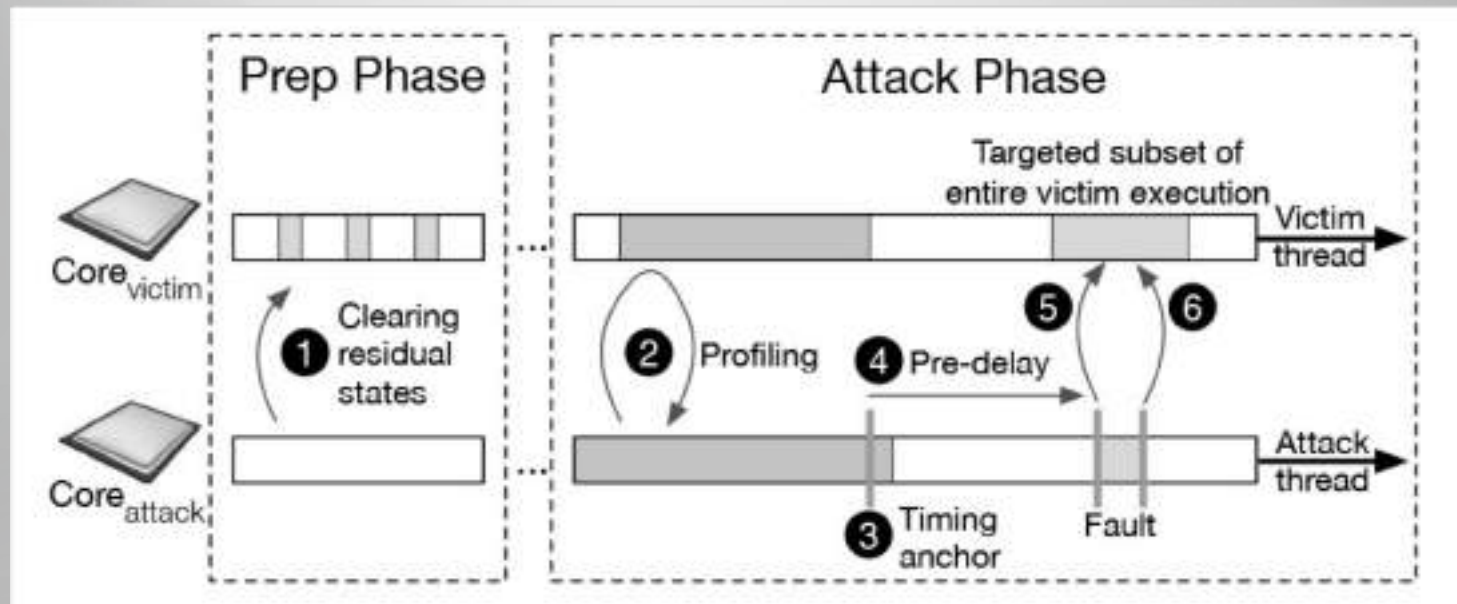 Prep Phase
Attack Phase
Targeted subset of
entire victim execution
Core victim
...
Victim
thread
1 Clearing
residual
states
2 Profiling
4 Pre-delay
5
6
Core attack
...
Attack
thread
3 Timing
anchor
Fault